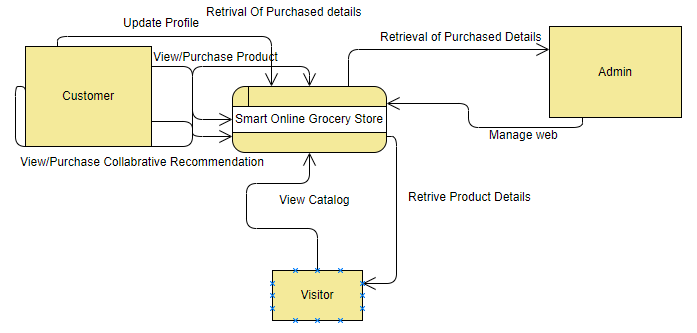 Retrival Of Purchased details
Update Profile
Retrieval of Purchased Details
View/Purchase Product
Customer
Admin
Smart Online Grocery Store
Manage web
View/Purchase Collabrative Recommendation
View Catalog
Retrive Product Details
Visitor